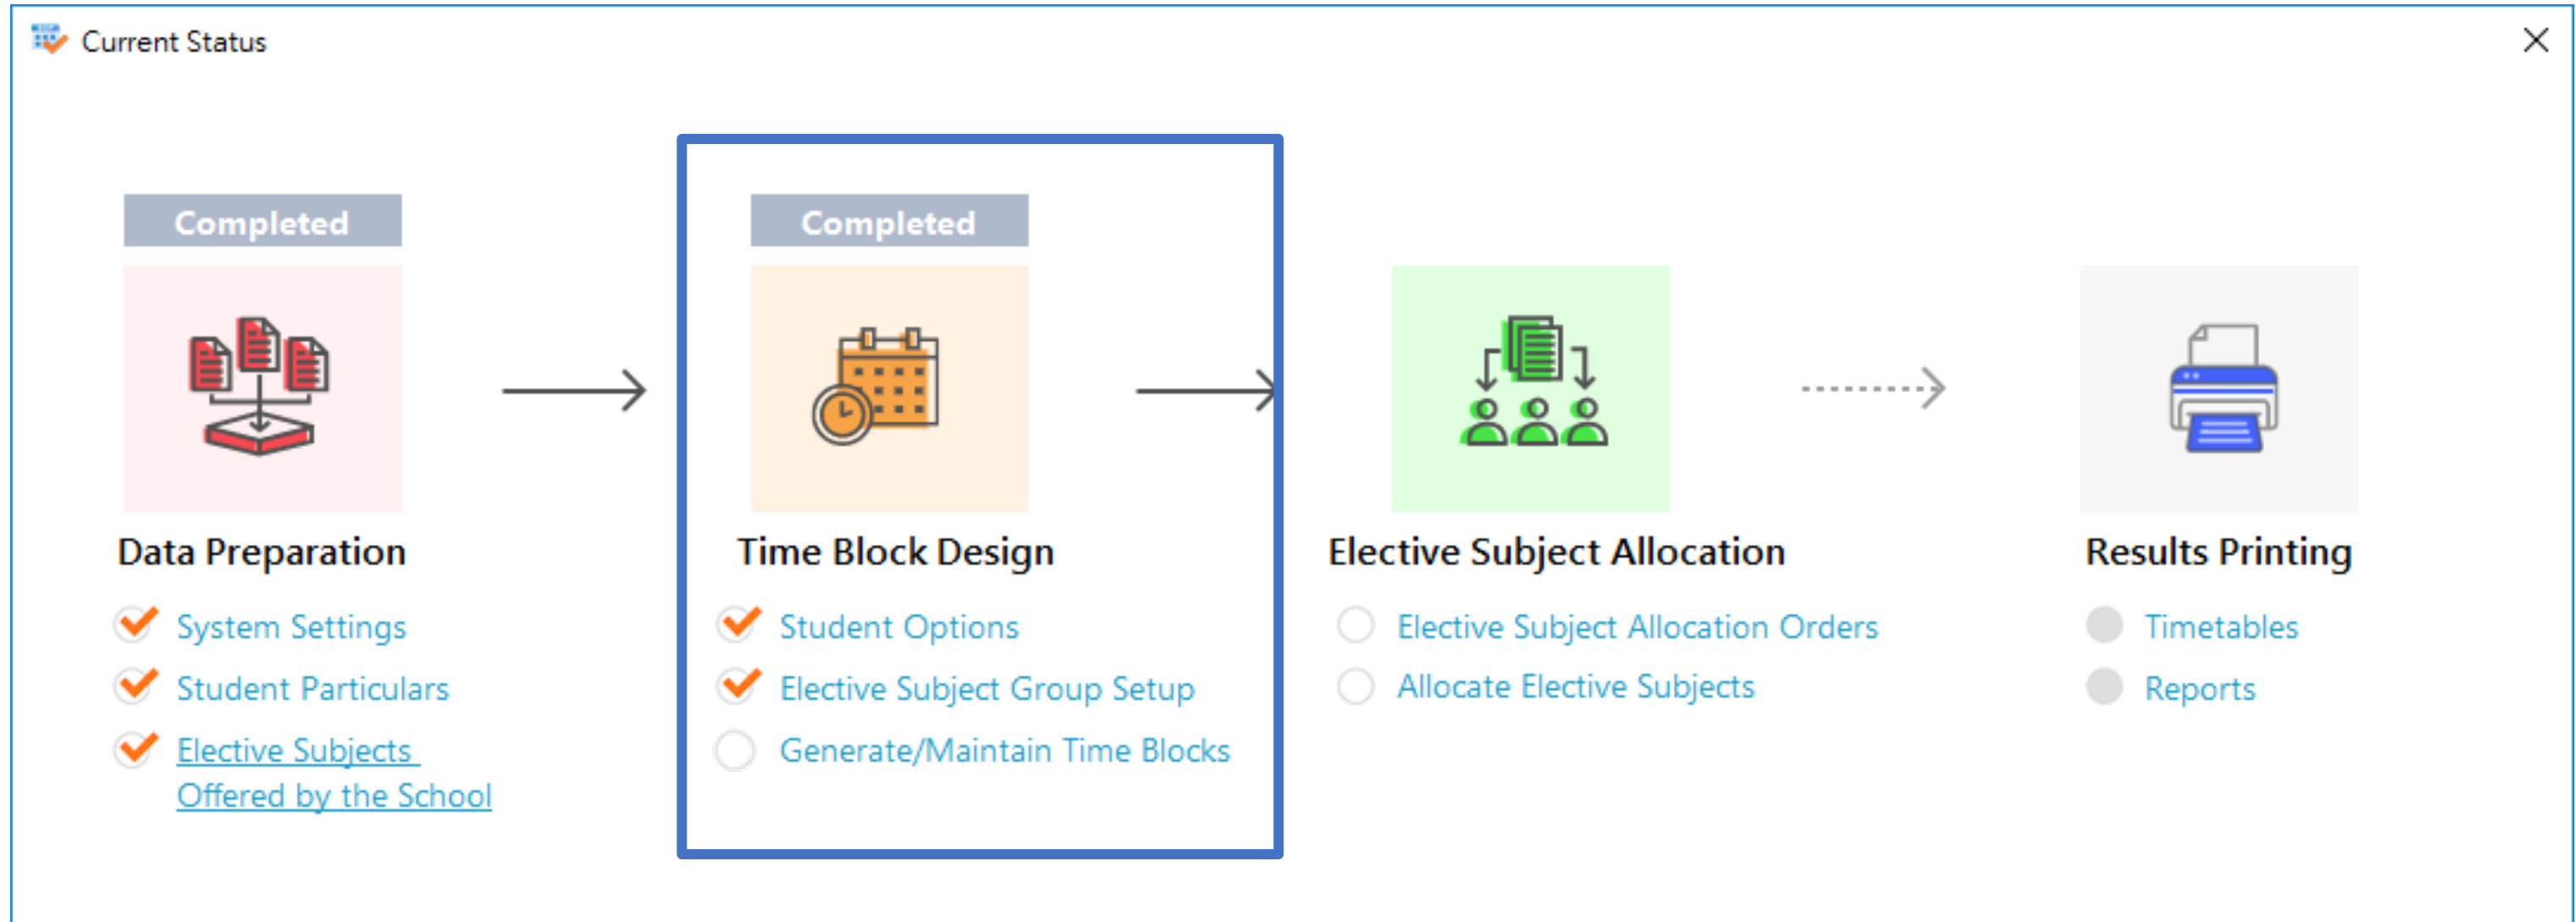 Current Status
Completed
Data Preparation
System Settings
Student Particulars
Elective Subjects
Offered by the School
Completed
Time Block Design
Student Options
Elective Subject Group Setup
Generate/Maintain Time Blocks
Elective Subject Allocation
Elective Subject Allocation Orders
Allocate Elective Subjects
Results Printing
Timetables
Reports